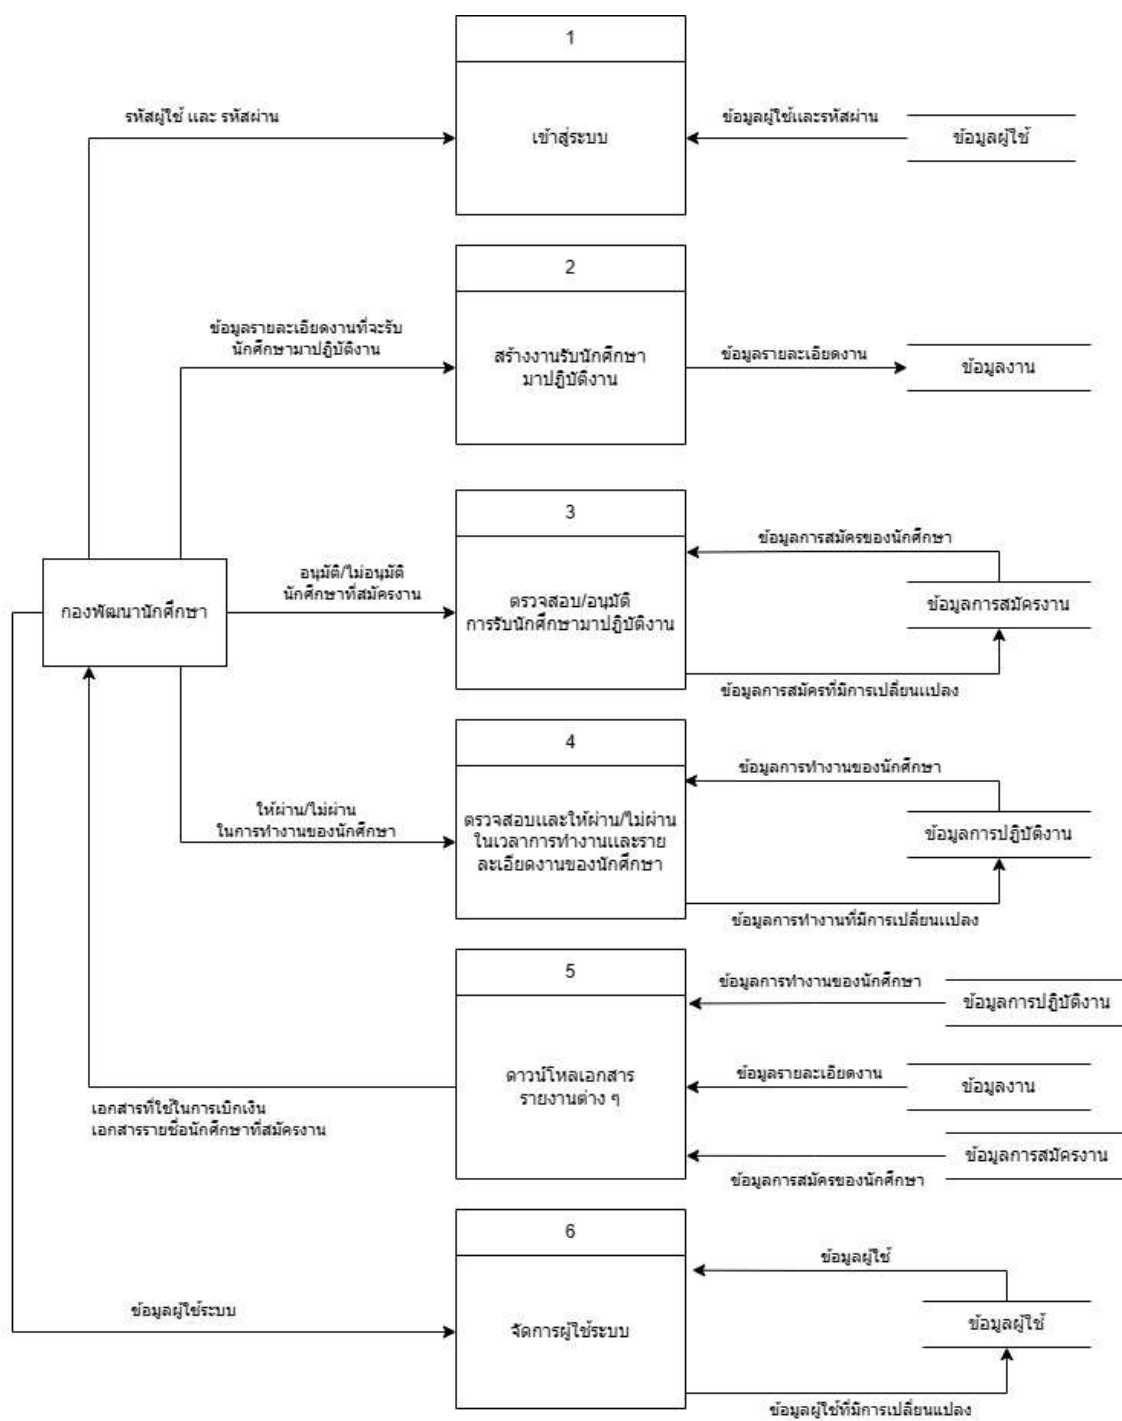 1
รหัสผู้ใช้ และ รหัสผ่าน
ข้อมูลผู้ใช้และรหัสผ่าน
เข้าสู่ระบบ
ข้อมูลผู้ใช้
2
ข้อมูลรายละเอียดงานที่จะรับ
นักศึกษามาปฏิบัติงาน
สร้างงานรับนักศึกษา
มาปฏิบัติงาน
ข้อมูลรายละเอียดงาน
ข้อมูลงาน
3
ข้อมูลการสมัครของนักศึกษา
อนุมัติ/ไม่อนุมัติ
นักศึกษาที่สมัครงาน
กองพัฒนานักศึกษา
ตรวจสอบ/อนุมัติ
การรับนักศึกษามาปฏิบัติงาน
ข้อมูลการสมัครงาน
ข้อมูลการสมัครที่มีการเปลี่ยนแปลง
4
ข้อมูลการทำงานของนักศึกษา
ให้ผ่าน/ไม่ผ่าน
ในการทำงานของนักศึกษา
ตรวจสอบและให้ผ่าน/ไม่ผ่าน
ในเวลาการทำงานและราย
ละเอียดงานของนักศึกษา
ข้อมูลการปฏิบัติงาน
ข้อมูลการทำงานที่มีการเปลี่ยนแปลง
5
ข้อมูลการทำงานของนักศึกษา
ข้อมูลการปฏิบัติงาน
ดาวน์โหลดเอกสาร
รายงานต่าง ๆ
ข้อมูลรายละเอียดงาน
ข้อมูลงาน
เอกสารที่ใช้ในการเบิกเงิน
เอกสารรายชื่อนักศึกษาที่สมัครงาน
ข้อมูลการสมัครงาน
ข้อมูลการสมัครของนักศึกษา
6
ข้อมูลผู้ใช้
ข้อมูลผู้ใช้ระบบ
จัดการผู้ใช้ระบบ
ข้อมูลผู้ใช้
ข้อมูลผู้ใช้ที่มีการเปลี่ยนแปลง